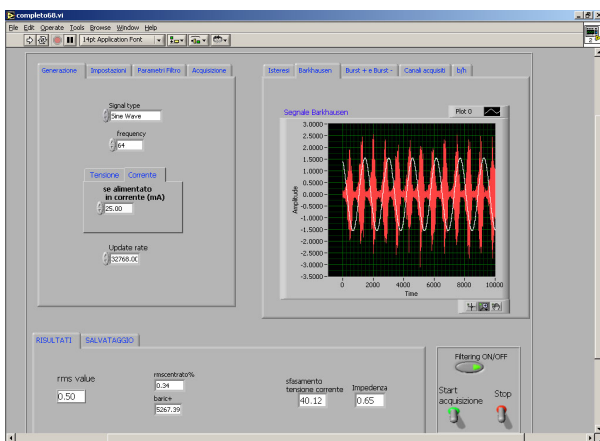 completo68.vi
File Edit Operate Tools Browse Window Help
14pt Application Font
2
Generazione Impostazioni Parametri Filtro Acquisizione
Signal type
Sine Wave
frequency
64
Tensione Corrente
se alimentato
in corrente (mA)
25.00
Update rate
32768.00
Isteresi Barkhausen Burst + e Burst - Canali acquisiti b/h
Segnale Barkhausen
Plot 0
Amplitude
3.0000
2.5000
2.0000
1.5000
1.0000
0.5000
0.0000
-0.5000
-1.0000
-1.5000
-2.0000
-2.5000
-3.0000
-3.5000
0 2000 4000 6000 8000 10000
Time
RISULTATI SALVATAGGIO
rms value
0.50
rmscentrato%
0.34
baric+
5267.39
sfasamento
tensione corrente
40.12
Impedenza
0.65
Filtering ON/OFF
Start
acquisizione
Stop